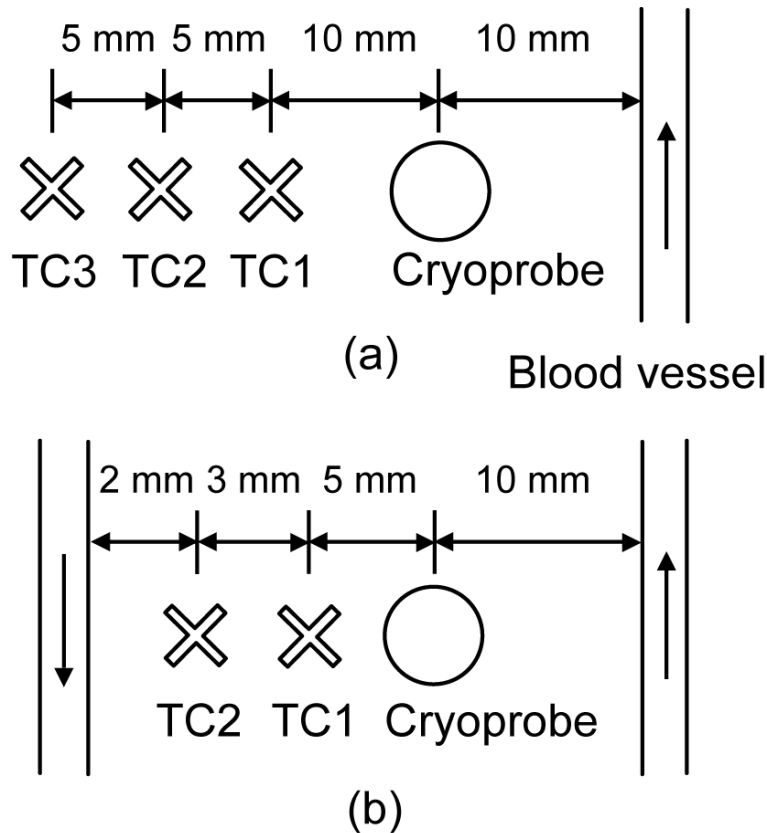 5 mm 5 mm 10 mm 10 mm
TC3 TC2 TC1 Cryoprobe
(a)
Blood vessel
2 mm 3 mm 5 mm 10 mm
TC2 TC1 Cryoprobe
(b)